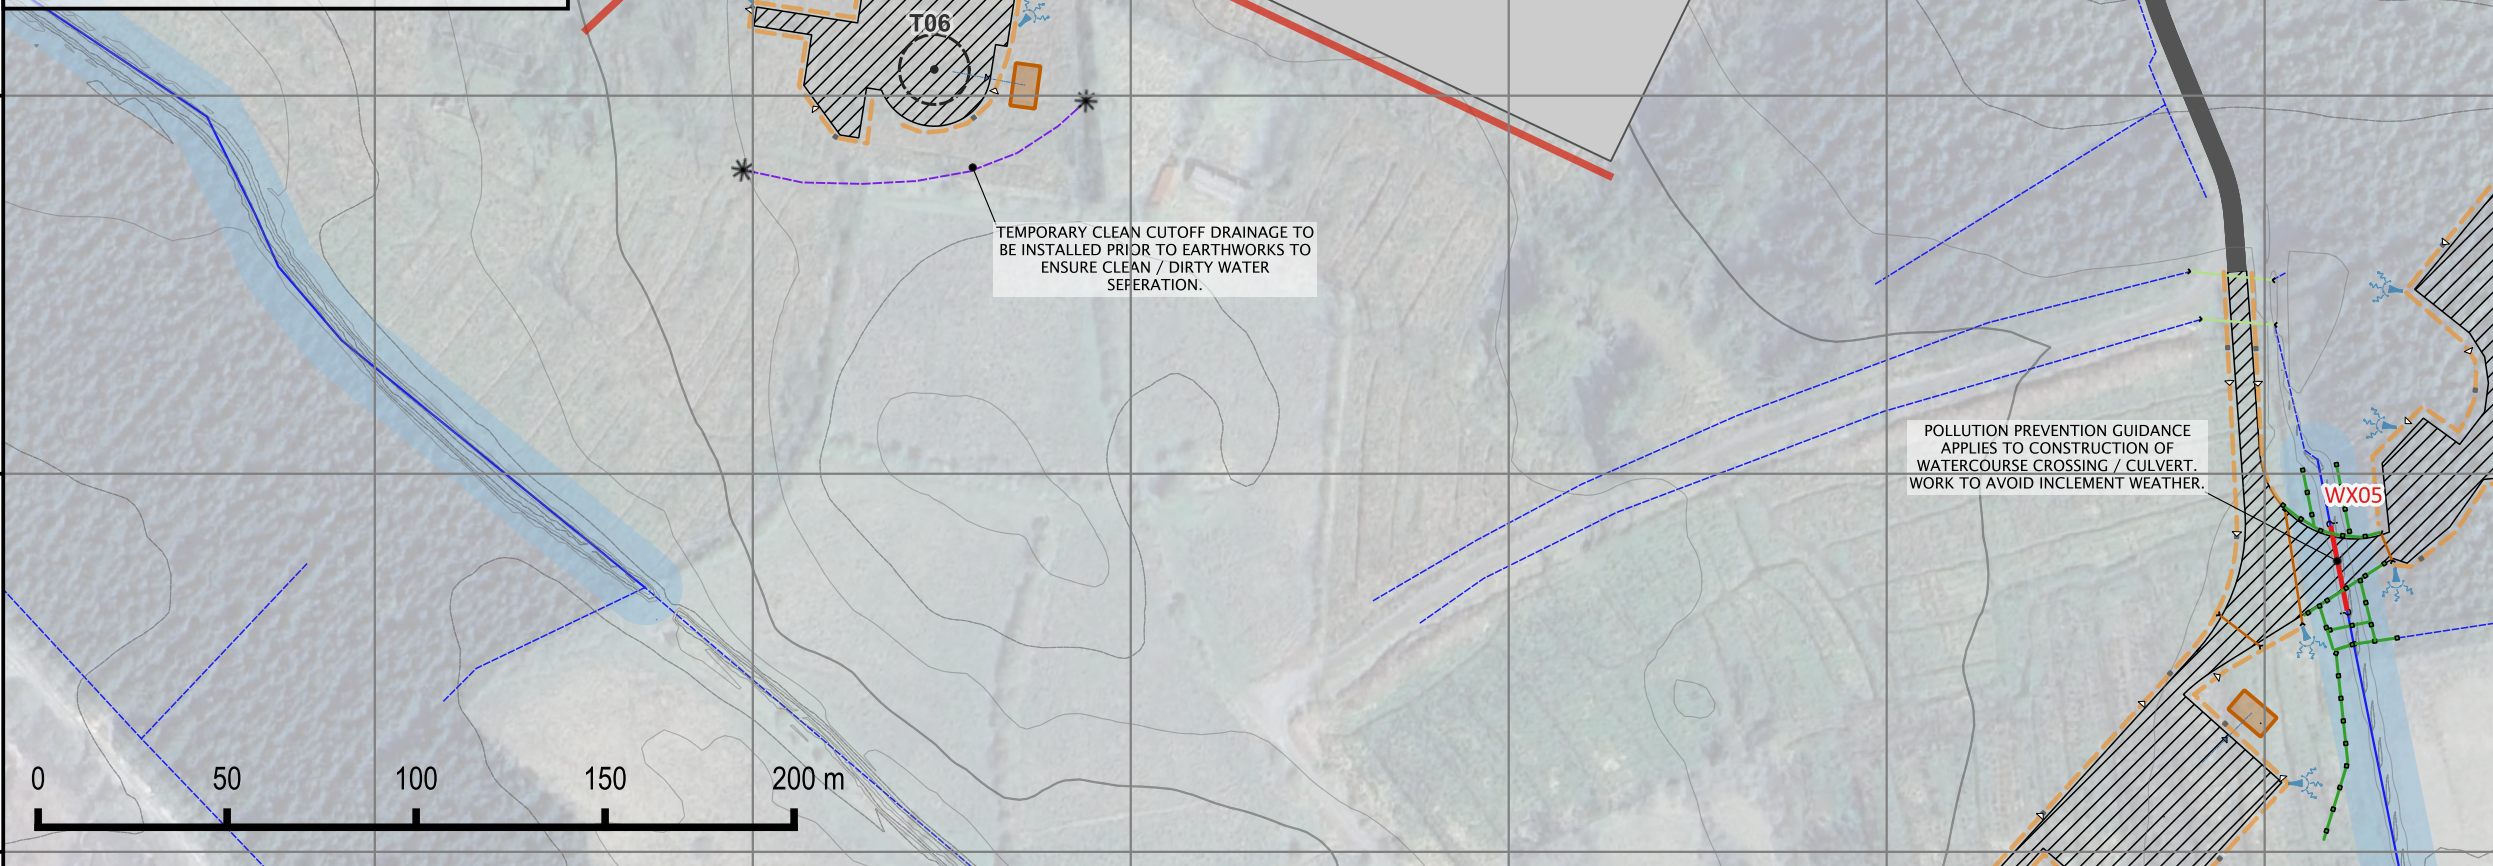 T06
TEMPORARY CLEAN CUTOFF DRAINAGE TO
BE INSTALLED PRIOR TO EARTHWORKS TO
ENSURE CLEAN / DIRTY WATER
SEPERATION.
POLLUTION PREVENTION GUIDANCE
APPLIES TO CONSTRUCTION OF
WATERCOURSE CROSSING / CULVERT.
WORK TO AVOID INCLEMENT WEATHER.
WX05
0 50 100 150 200 m